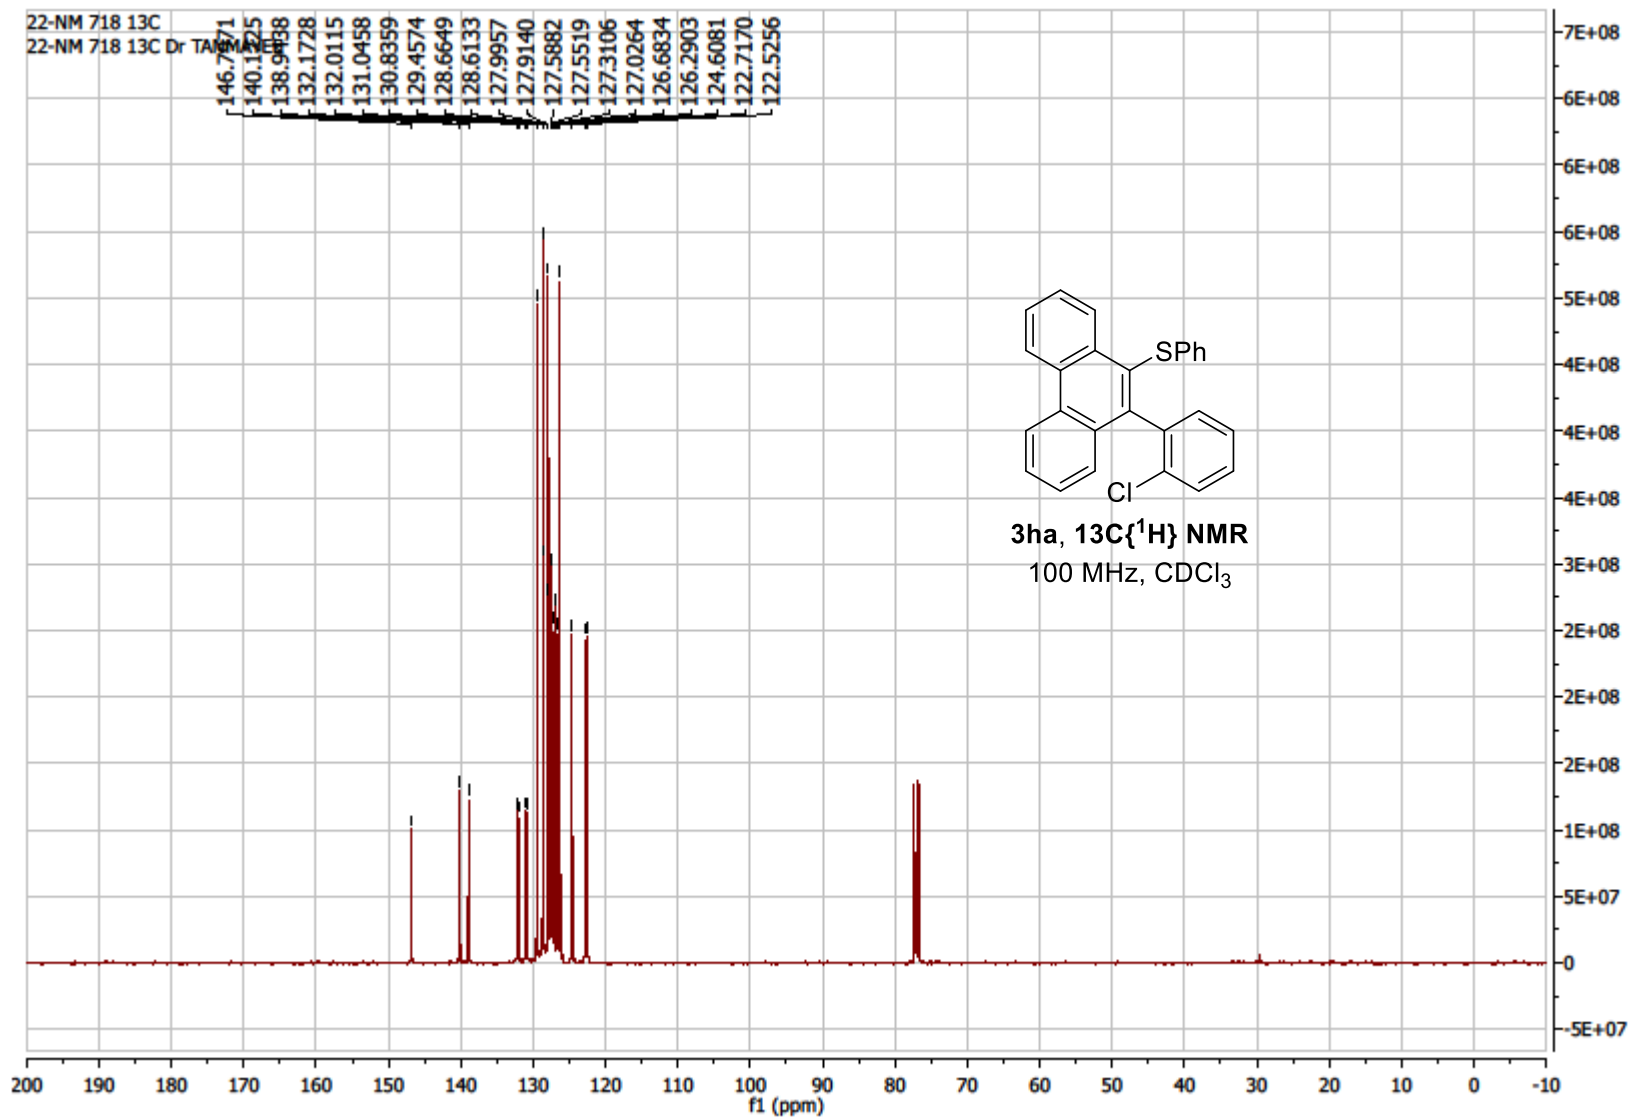 22-NM 718 13C
22-NM 718 13C Dr
138.9438
132.1728
132.0115
131.0458
130.8359
129.4574
128.6649
128.6133
127.9957
127.9140
127.5882
127.5519
127.3106
127.0264
126.6834
126.2903
124.6081
122.7170
122.5256
7E+08
6E+08
6E+08
6E+08
5E+08
4E+08
4E+08
4E+08
3E+08
2E+08
2E+08
2E+08
1E+08
5E+07
0
-5E+07
SPh
Cl
3ha, 13C{¹H} NMR
100 MHz, CDCl₃
200 190 180 170 160 150 140 130 120 110 100 90 80 70 60 50 40 30 20 10 0 -10
f1 (ppm)